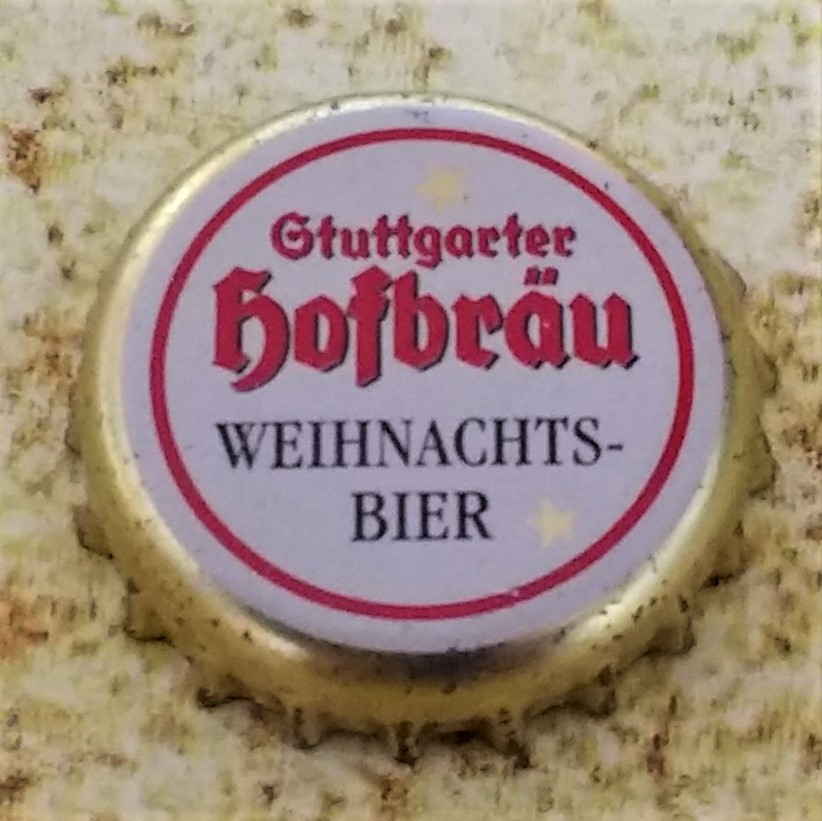 Stuttgarter
Hofbräu
WEIHNACHTS-
BIER